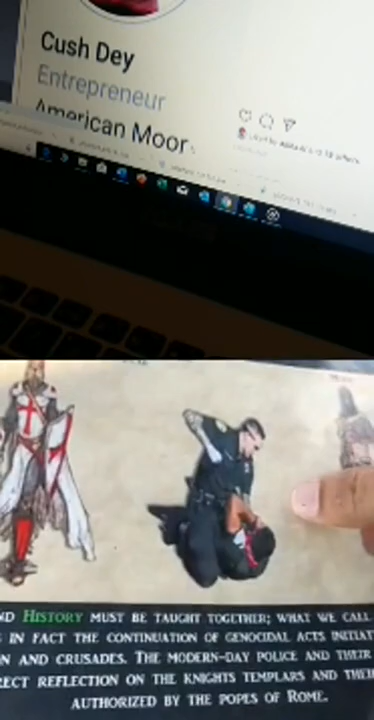 Cush Dey
Entrepreneur
American Moor
ND HISTORY MUST BE TAUGHT TOGETHER; WHAT WE CALL
IN FACT THE CONTINUATION OF GENOCIDAL ACTS INITIAT
N AND CRUSADES. THE MODERN-DAY POLICE AND THEIR
RECT REFLECTION ON THE KNIGHTS TEMPLARS AND THEI
AUTHORIZED BY THE POPES OF ROME.